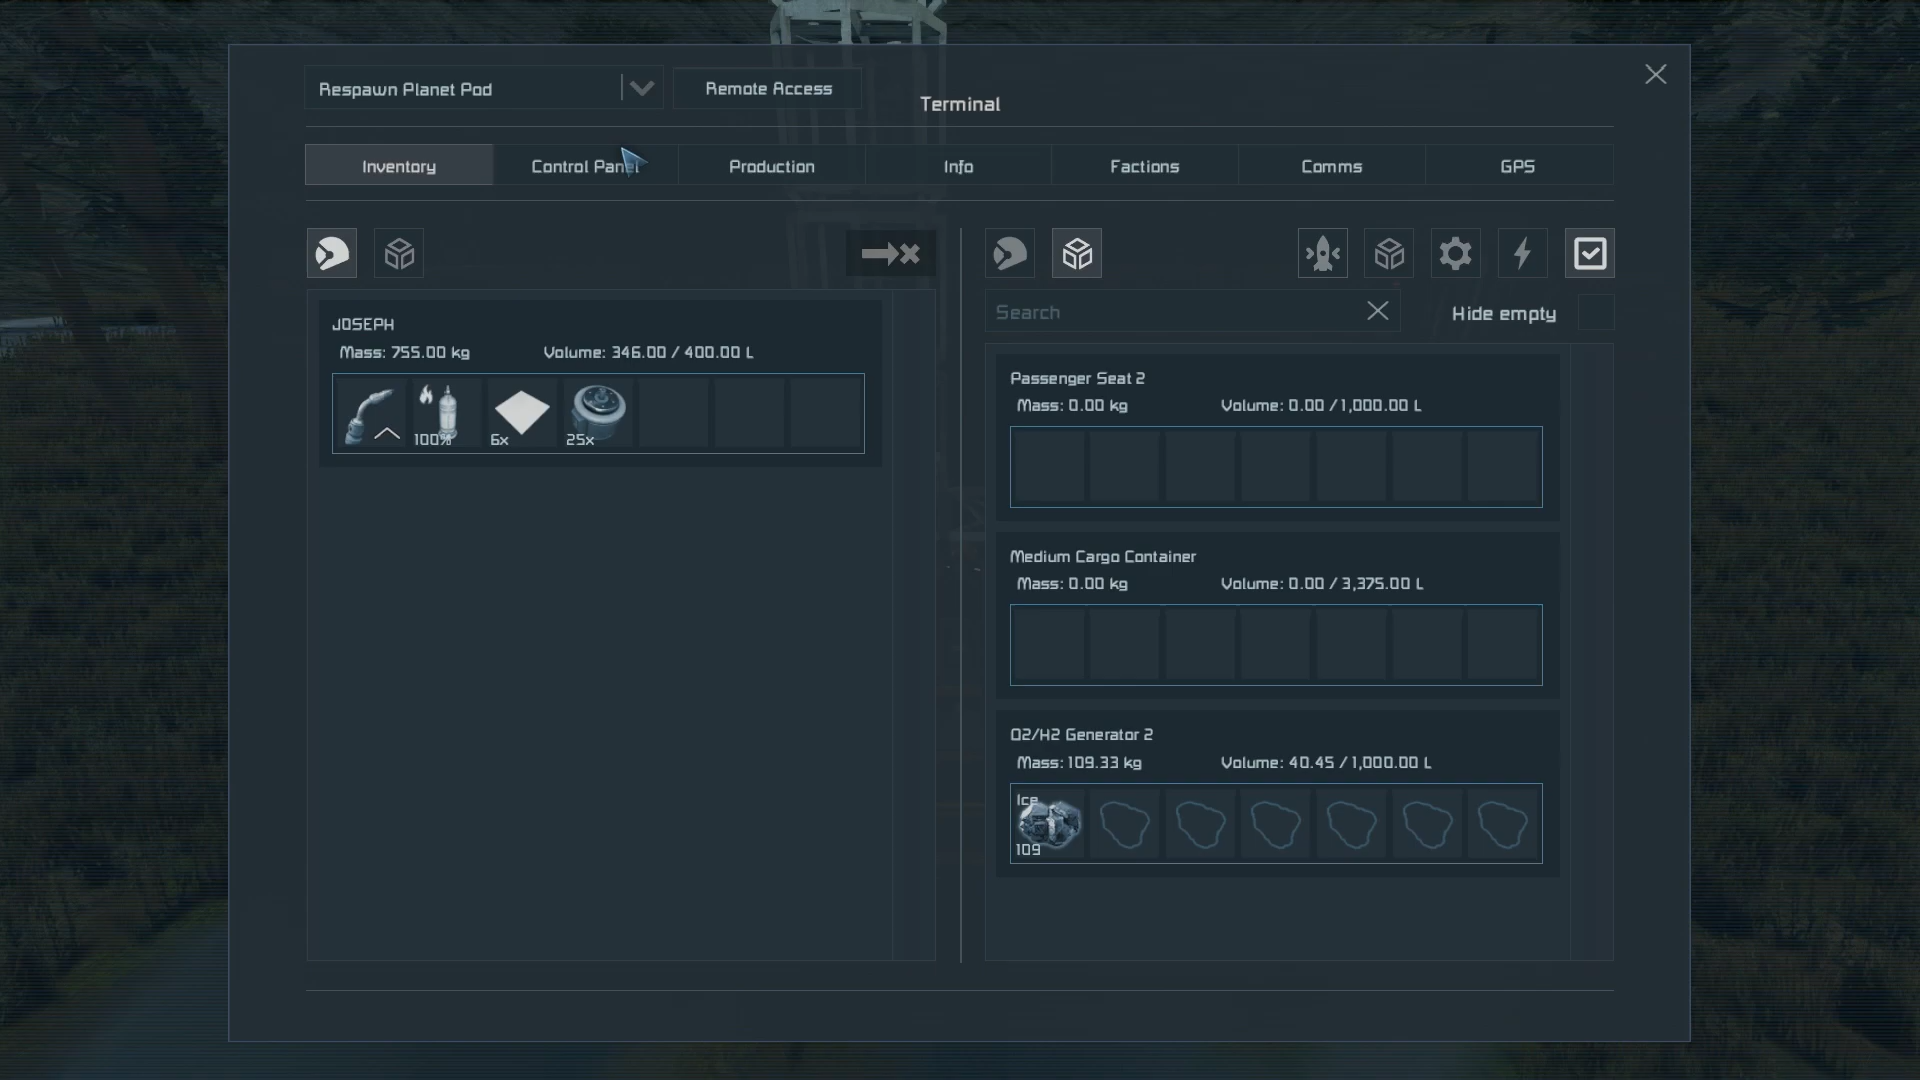 Respawn Planet Pod
Remote Access
Terminal
Inventory
Control Panel
Production
Info
Factions
Comms
GPS
JOSEPH
Mass: 755.00 kg
Volume: 346.00 / 400.00 L
100%
6x
25x
Search
Hide empty
Passenger Seat 2
Mass: 0.00 kg
Volume: 0.00 / 1,000.00 L
Medium Cargo Container
Mass: 0.00 kg
Volume: 0.00 / 3,375.00 L
O2/H2 Generator 2
Mass: 109.33 kg
Volume: 40.45 / 1,000.00 L
Ice
109